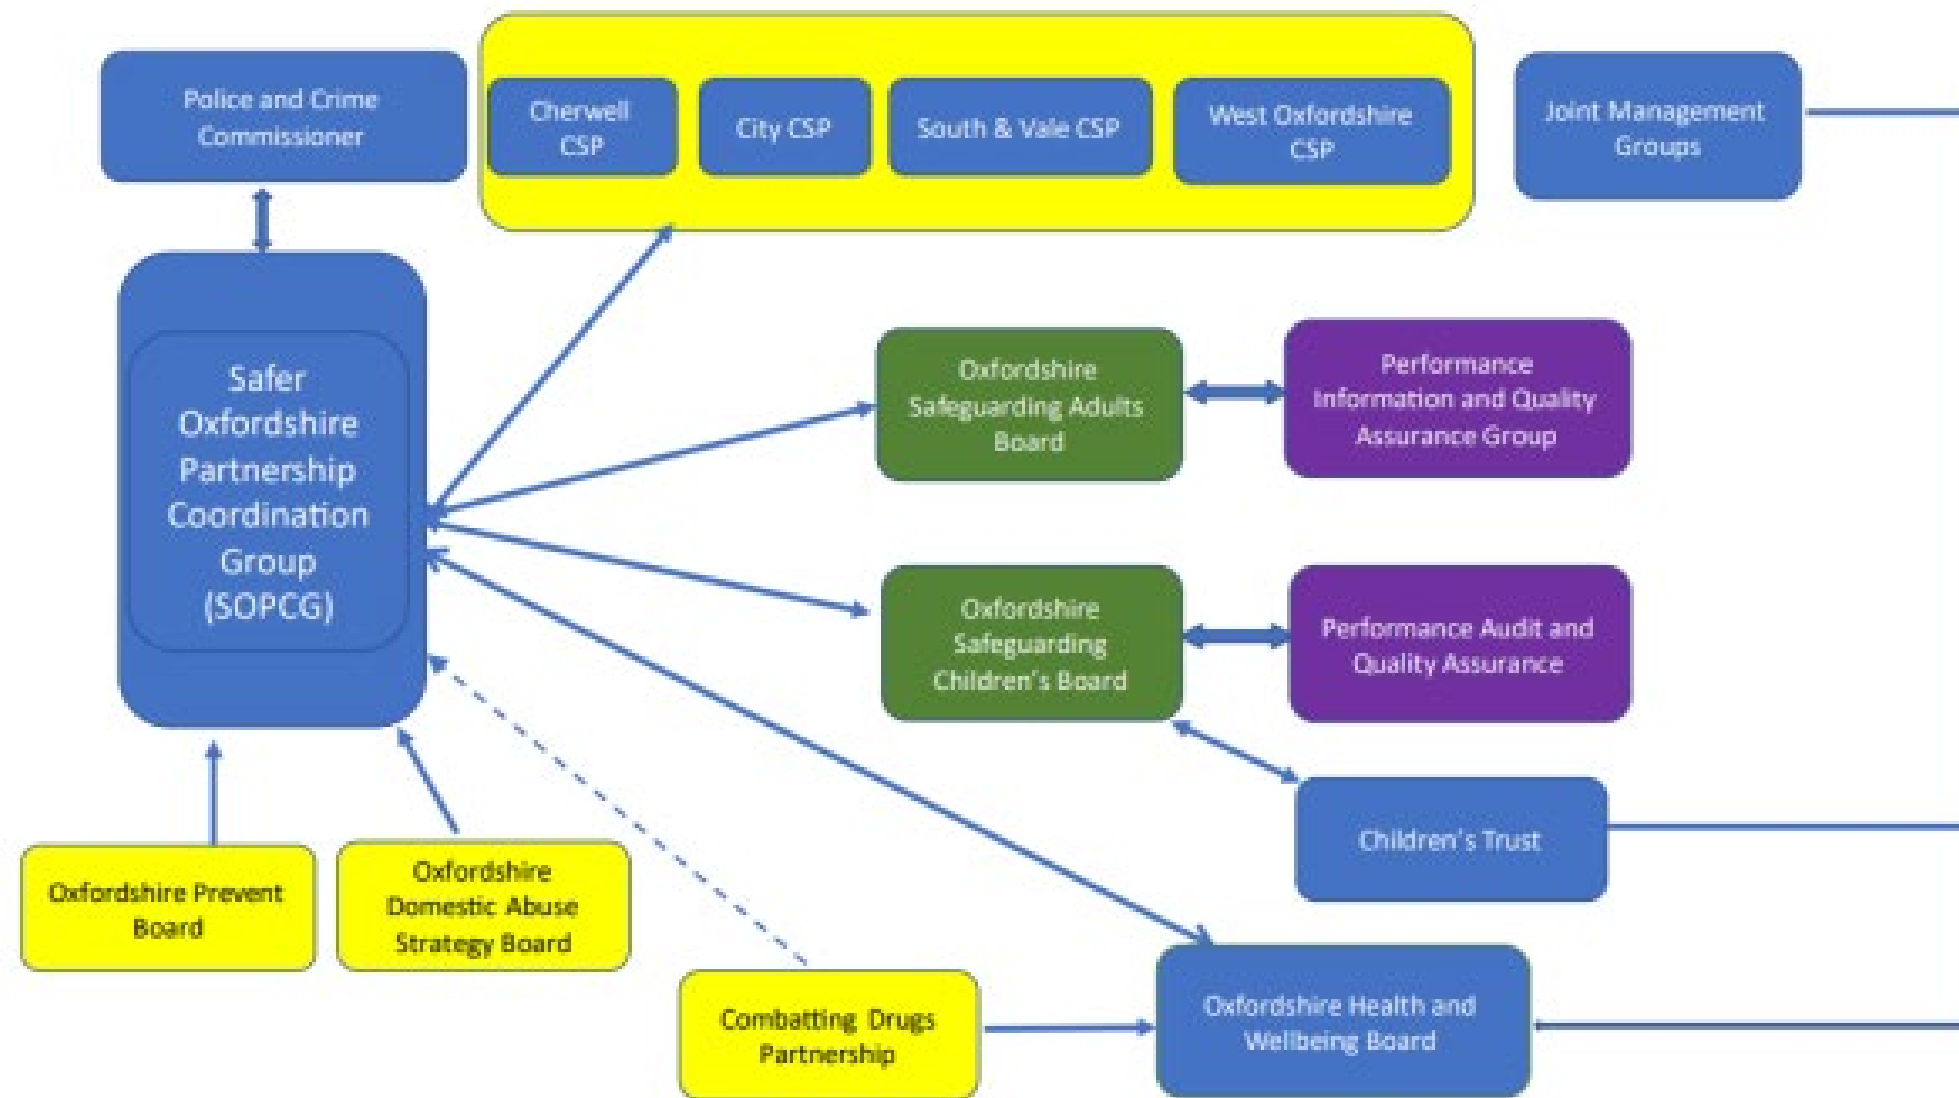 Police and Crime
Commissioner
Cherwell
CSP
City CSP
South & Vale CSP
West Oxfordshire
CSP
Joint Management
Groups
Safer
Oxfordshire
Partnership
Coordination
Group
(SOPCG)
Oxfordshire
Safeguarding Adults
Board
Performance
Information and Quality
Assurance Group
Oxfordshire
Safeguarding
Children's Board
Performance Audit and
Quality Assurance
Children's Trust
Oxfordshire Prevent
Board
Oxfordshire
Domestic Abuse
Strategy Board
Combatting Drugs
Partnership
Oxfordshire Health and
Wellbeing Board